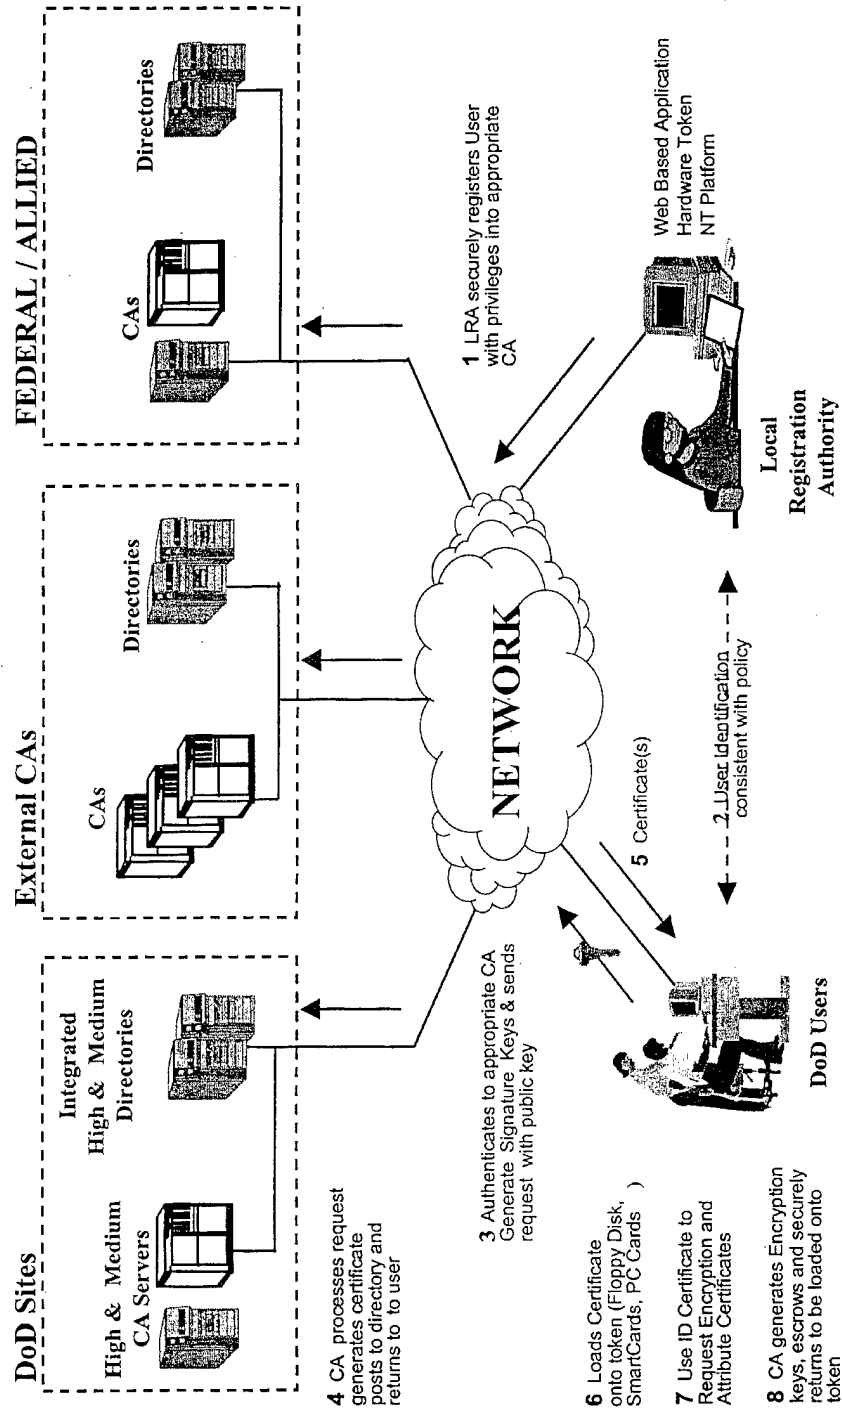 DoD Sites
External CAs
FEDERAL / ALLIED
High & Medium
CA Servers
Integrated
High & Medium
Directories
CAs
Directories
CAs
Directories
4 CA processes request
generates certificate
posts to directory and
returns to to user
1 LRA securely registers User
with privileges into appropriate
CA
3 Authenticates to appropriate CA
Generate Signature Keys & sends
request with public key
NETWORK
6 Loads Certificate
onto token (Floppy Disk,
SmartCards, PC Cards )
7 Use ID Certificate to
Request Encryption and
Attribute Certificates
8 CA generates Encryption
keys, escrows and securely
returns to be loaded onto
token
5 Certificate(s)
2 User Identification
consistent with policy
Web Based Application
Hardware Token
NT Platform
DoD Users
Local
Registration
Authority